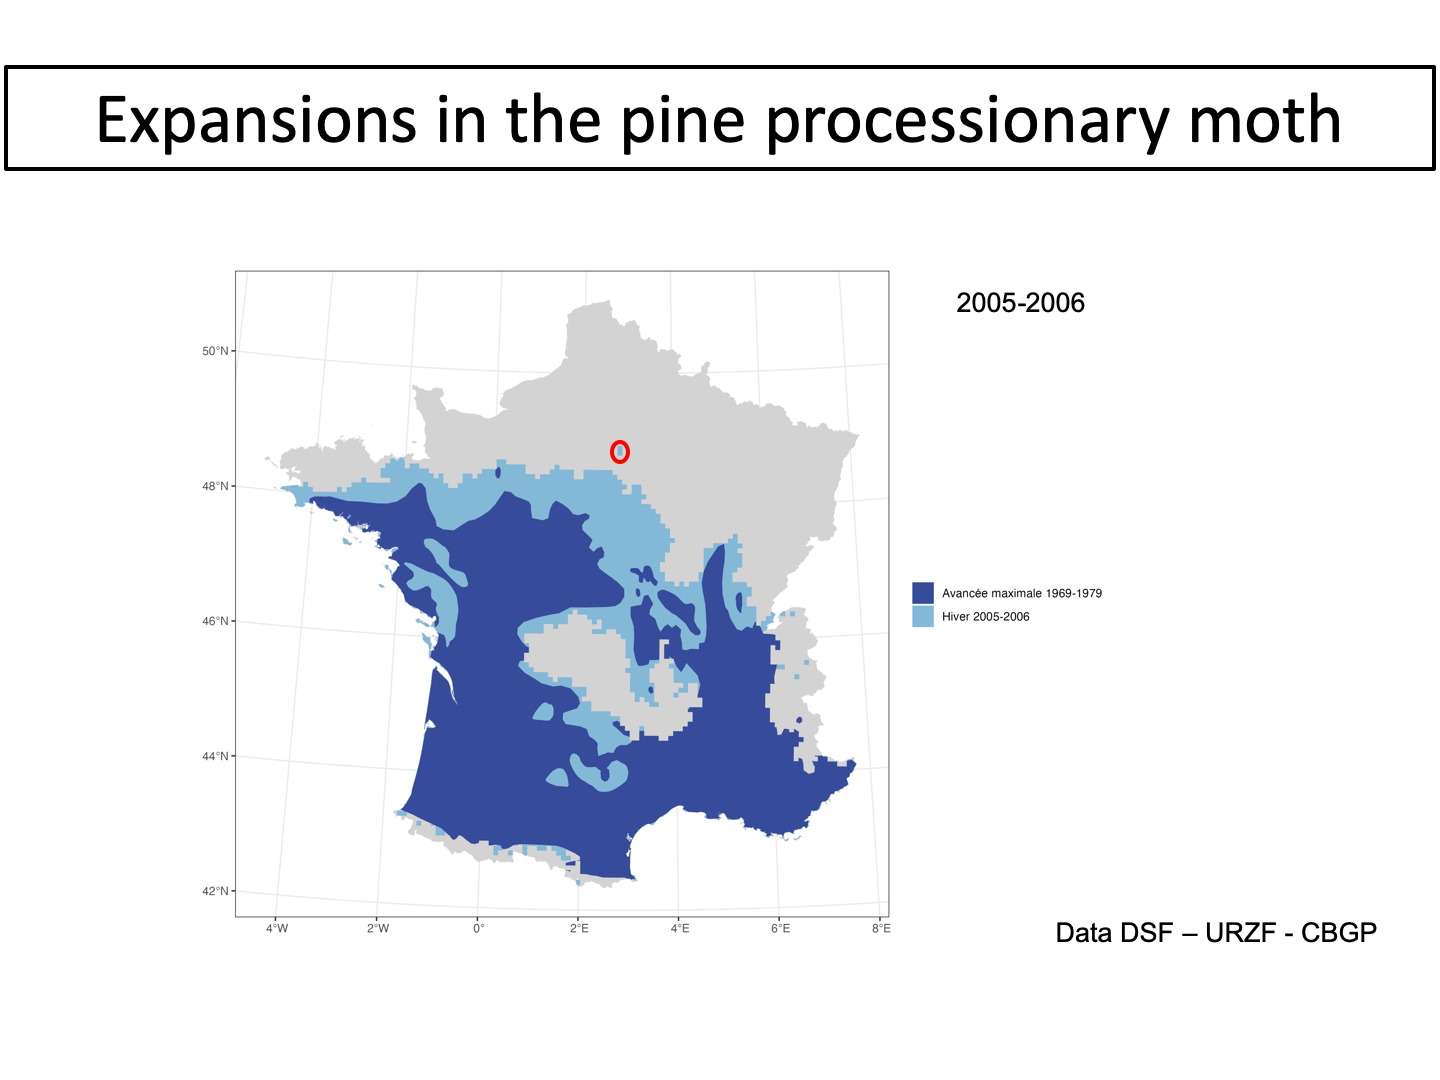 Expansions in the pine processionary moth
2005-2006
50°N
48°N
46°N
44°N
42°N
4°W
2°W
0°
2°E
4°E
6°E
8°E
Avancée maximale 1969-1979
Hiver 2005-2006
Data DSF – URZF - CBGP